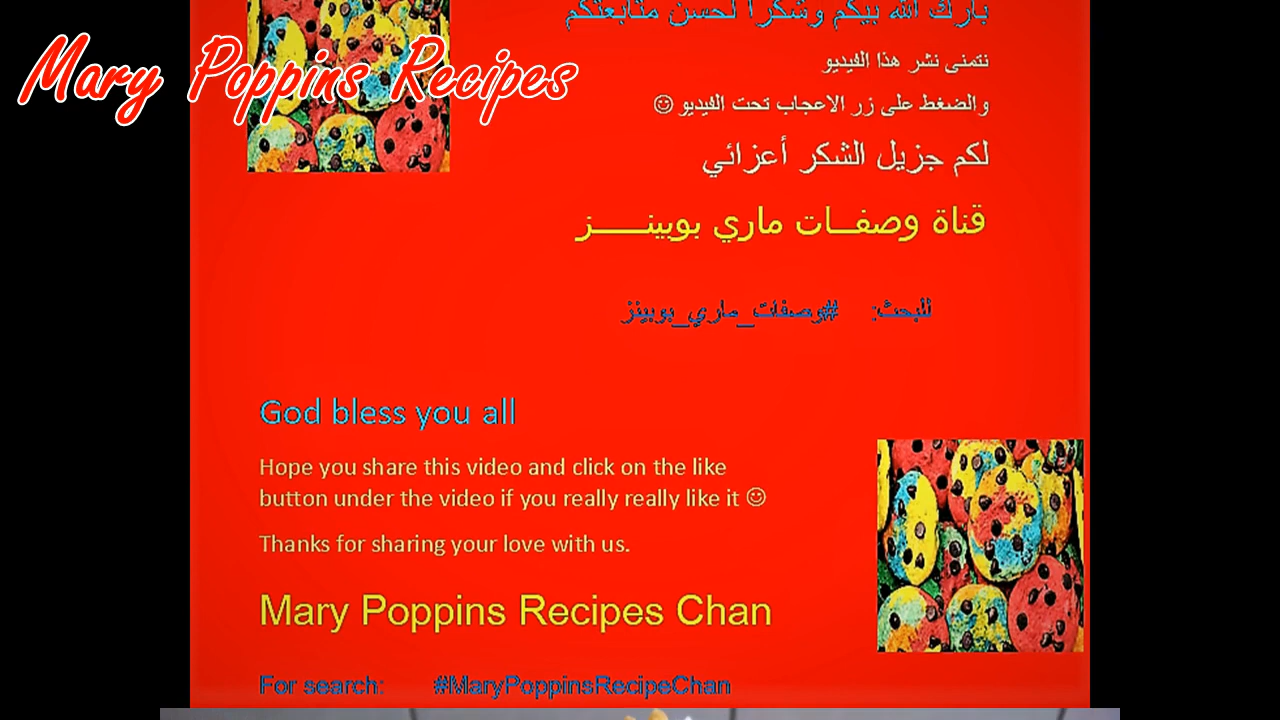 Mary Poppins Recipes
بارك الله بيكم وشكرا لحسن متابعتكم
نتمنى نشر هذا الفيديو
والضغط على زر الاعجاب تحت الفيديو ☺
لكم جزيل الشكر أعزائي
قناة وصفــات ماري بوبينـــــز
للبحث: #وصفات_ماري_بوبينز
God bless you all
Hope you share this video and click on the like
button under the video if you really really like it ☺
Thanks for sharing your love with us.
Mary Poppins Recipes Chan
For search: #MaryPoppinsRecipeChan